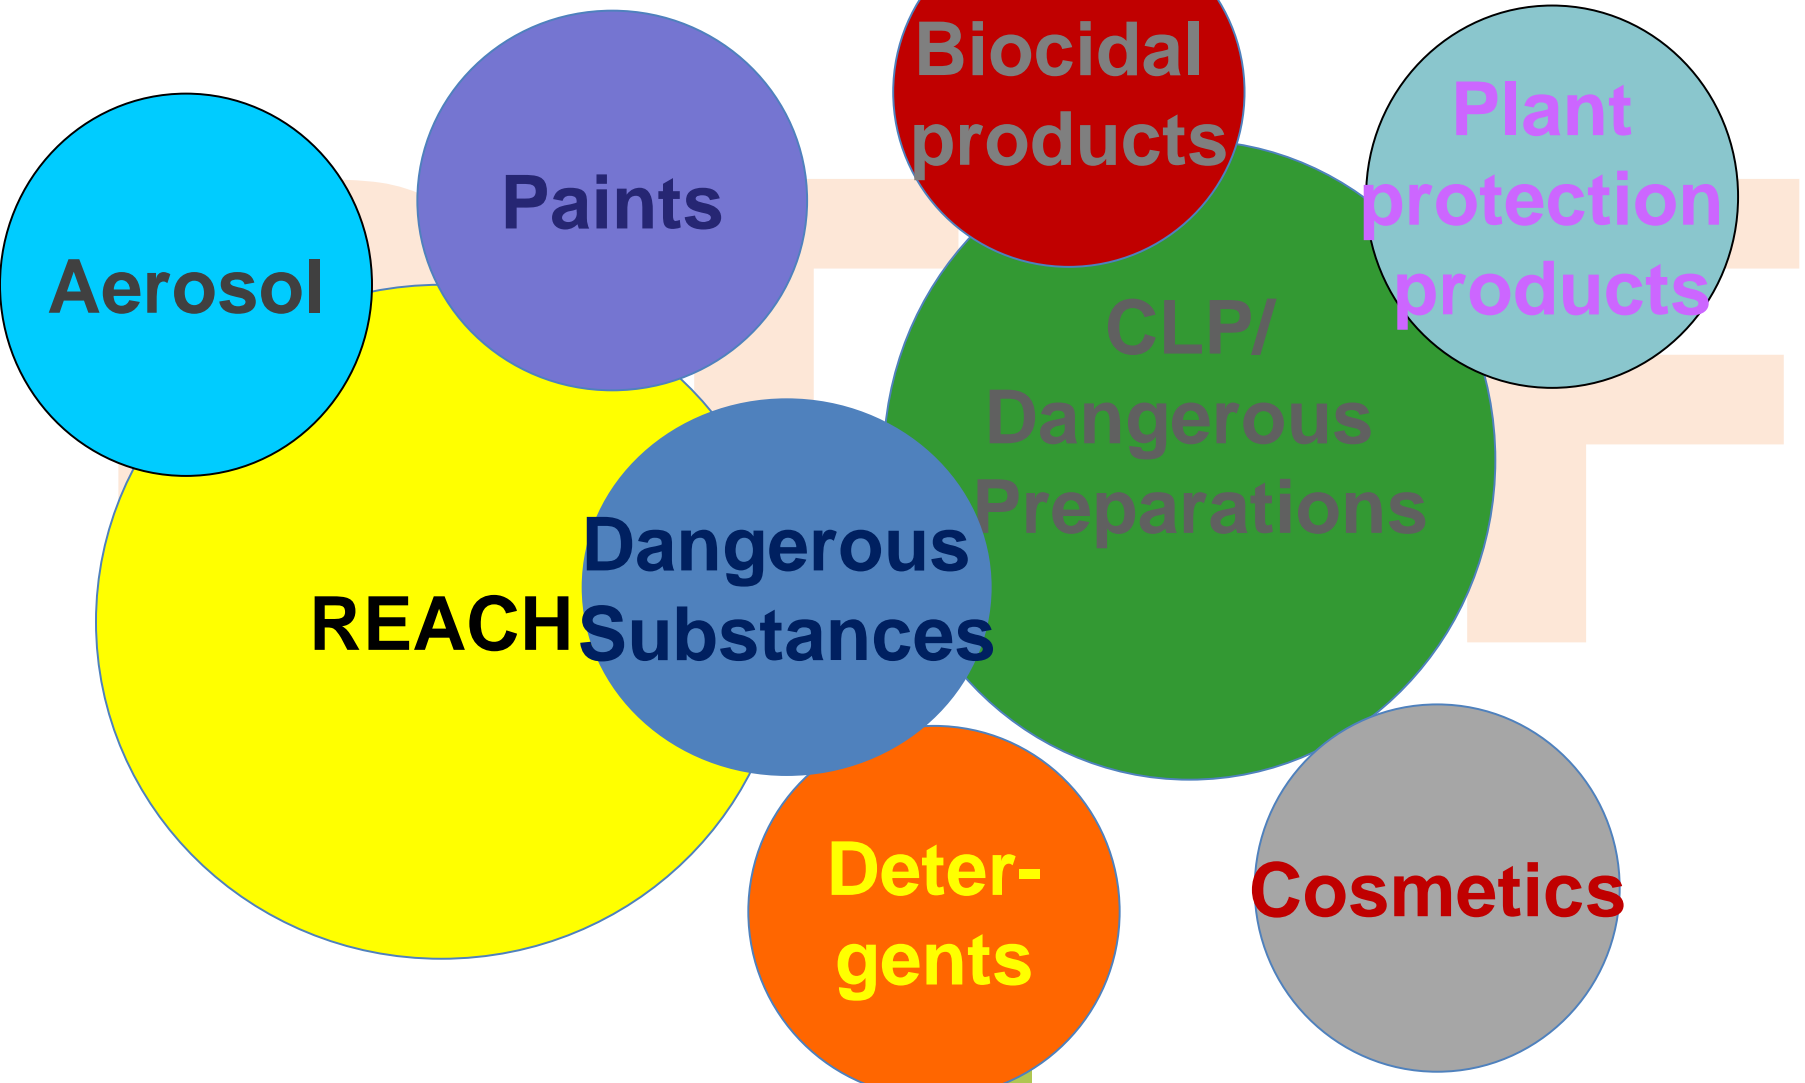 Biocidal
products
Plant
protection
products
Paints
Aerosol
CLP/
Dangerous
Preparations
Dangerous
Substances
REACH
Deter-
gents
Cosmetics